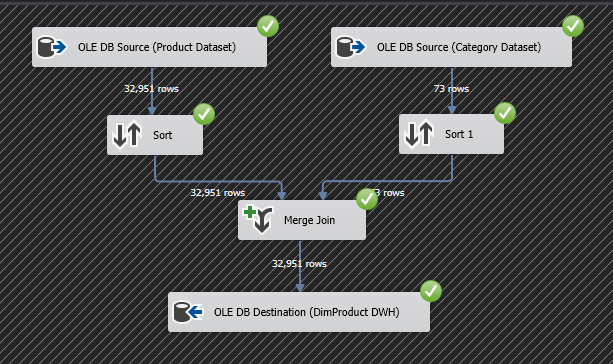 OLE DB Source (Product Dataset)
OLE DB Source (Category Dataset)
32,951 rows
73 rows
Sort
Sort 1
32,951 rows
73 rows
Merge Join
32,951 rows
OLE DB Destination (DimProduct DWH)